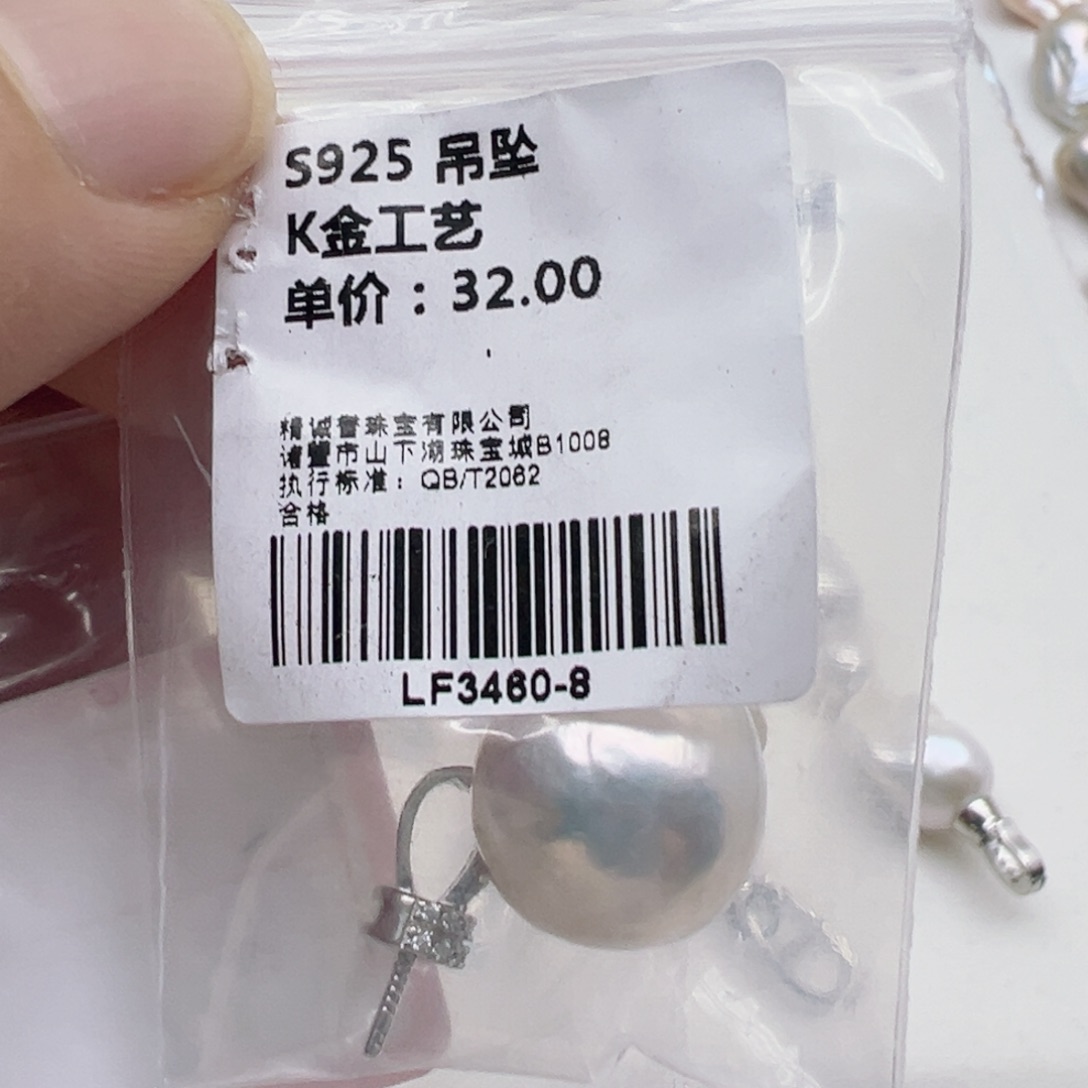 S925 吊坠
K金工艺
单价：32.00
精诚誉珠宝有限公司
诸暨市山下湖珠宝城B1008
执行标准：QB/T2062
合格
LF3460-8